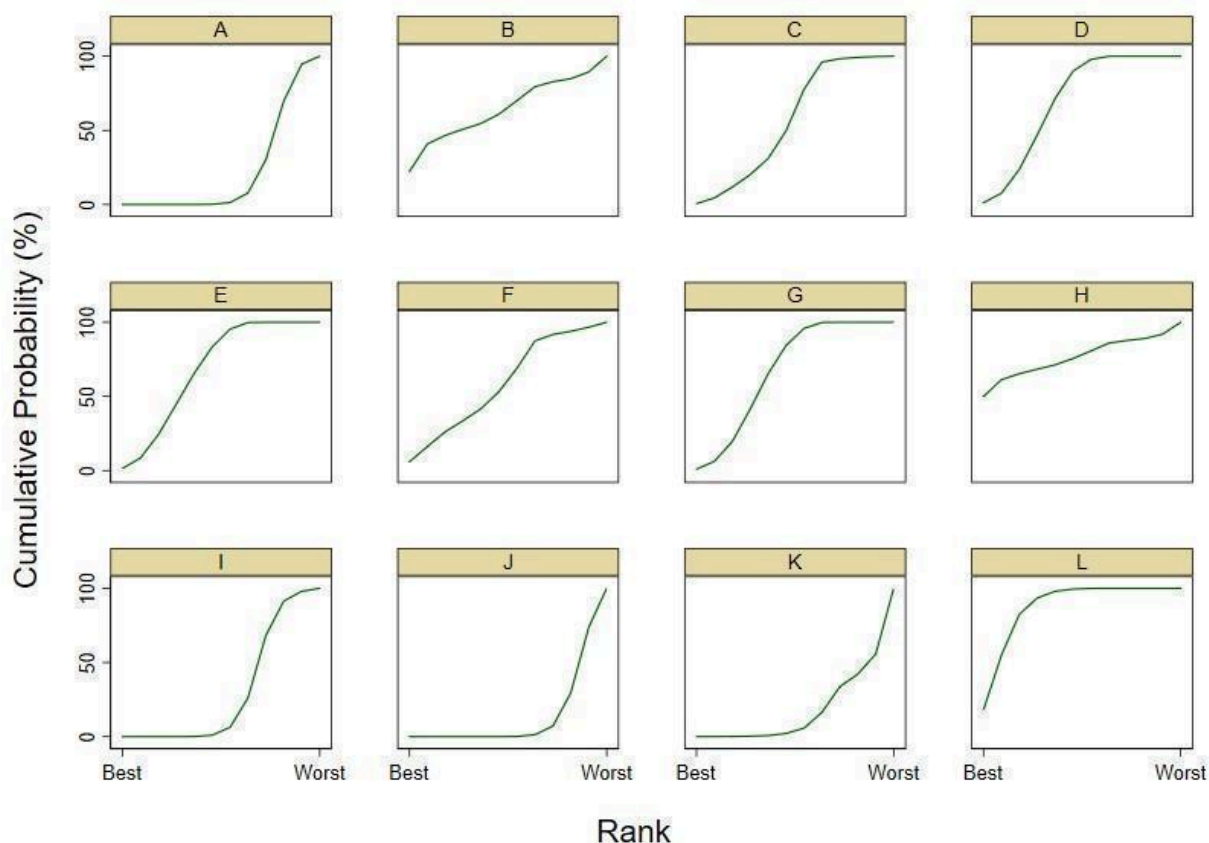 A B C D
Cumulative Probability (%)
0 50 100
E F G H
0 50 100
I J K L
0 50 100
Best Worst Best Worst Best Worst Best Worst
Rank